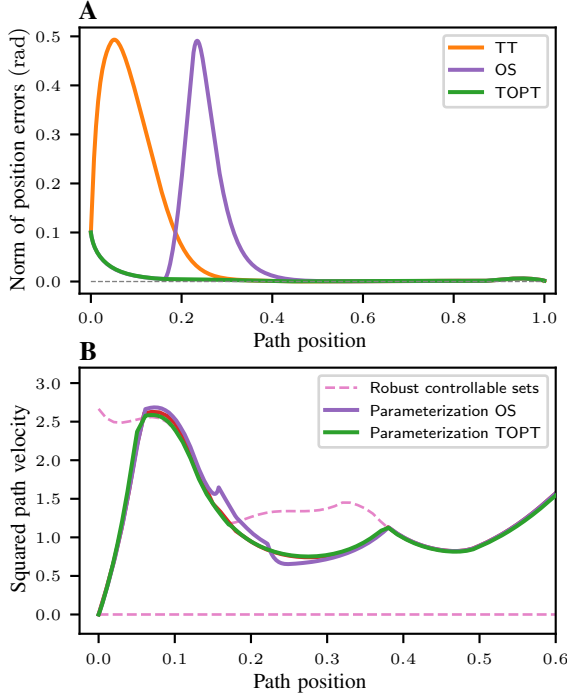 A
0.5
0.4
0.3
0.2
0.1
0.0
Norm of position errors (rad)
TT
OS
TOPT
0.0 0.2 0.4 0.6 0.8 1.0
Path position
B
3.0
2.5
2.0
1.5
1.0
0.5
0.0
Squared path velocity
Robust controllable sets
Parameterization OS
Parameterization TOPT
0.0 0.1 0.2 0.3 0.4 0.5 0.6
Path position